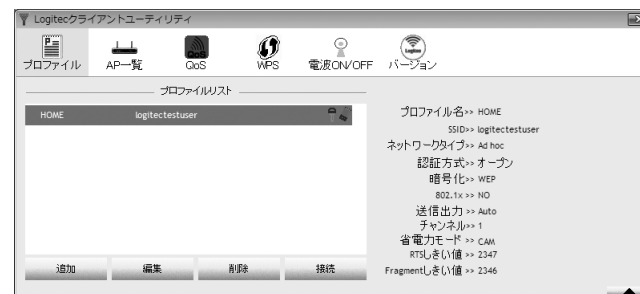 Logitecクライアントユーティリティ
プロファイル AP一覧 QoS WPS 電波ON/OFF バージョン
プロファイルリスト
HOME logitectestuser
追加 編集 削除 接続
プロファイル名>> HOME
SSID>> logitectestuser
ネットワークタイプ>> Ad hoc
認証方式>> オープン
暗号化>> WEP
802.1x >> NO
送信出力 >> Auto
チャンネル>> 1
省電力モード >> CAM
RTSしきい値 >> 2347
Fragmentしきい値 >> 2346